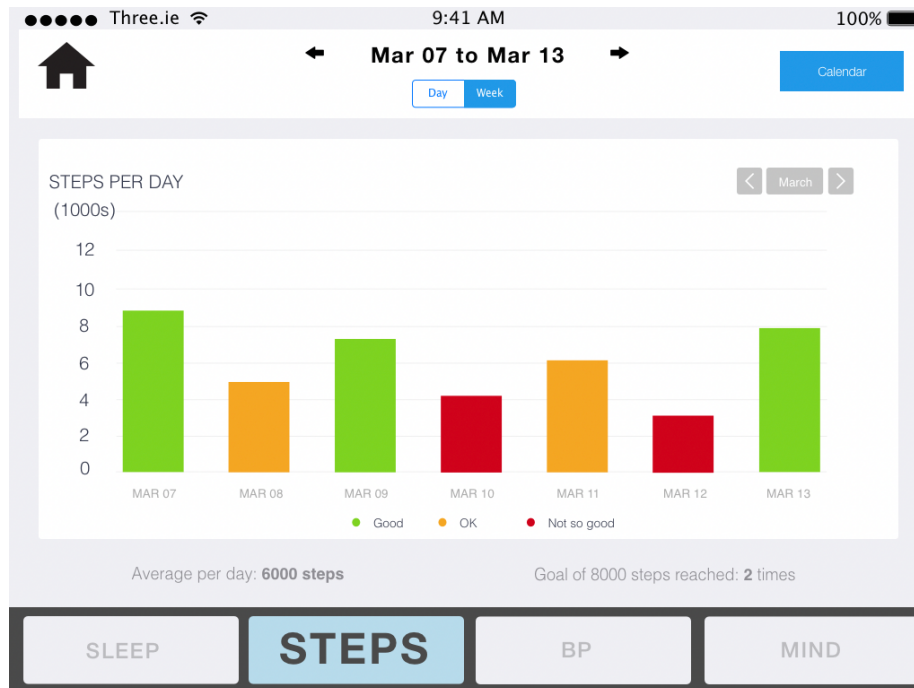 Three.ie 9:41 AM 100%
Mar 07 to Mar 13
Calendar
Day Week
STEPS PER DAY
March
(1000s)
12
10
8
6
4
2
0
MAR 07 MAR 08 MAR 09 MAR 10 MAR 11 MAR 12 MAR 13
Good OK Not so good
Average per day: 6000 steps Goal of 8000 steps reached: 2 times
SLEEP STEPS BP MIND